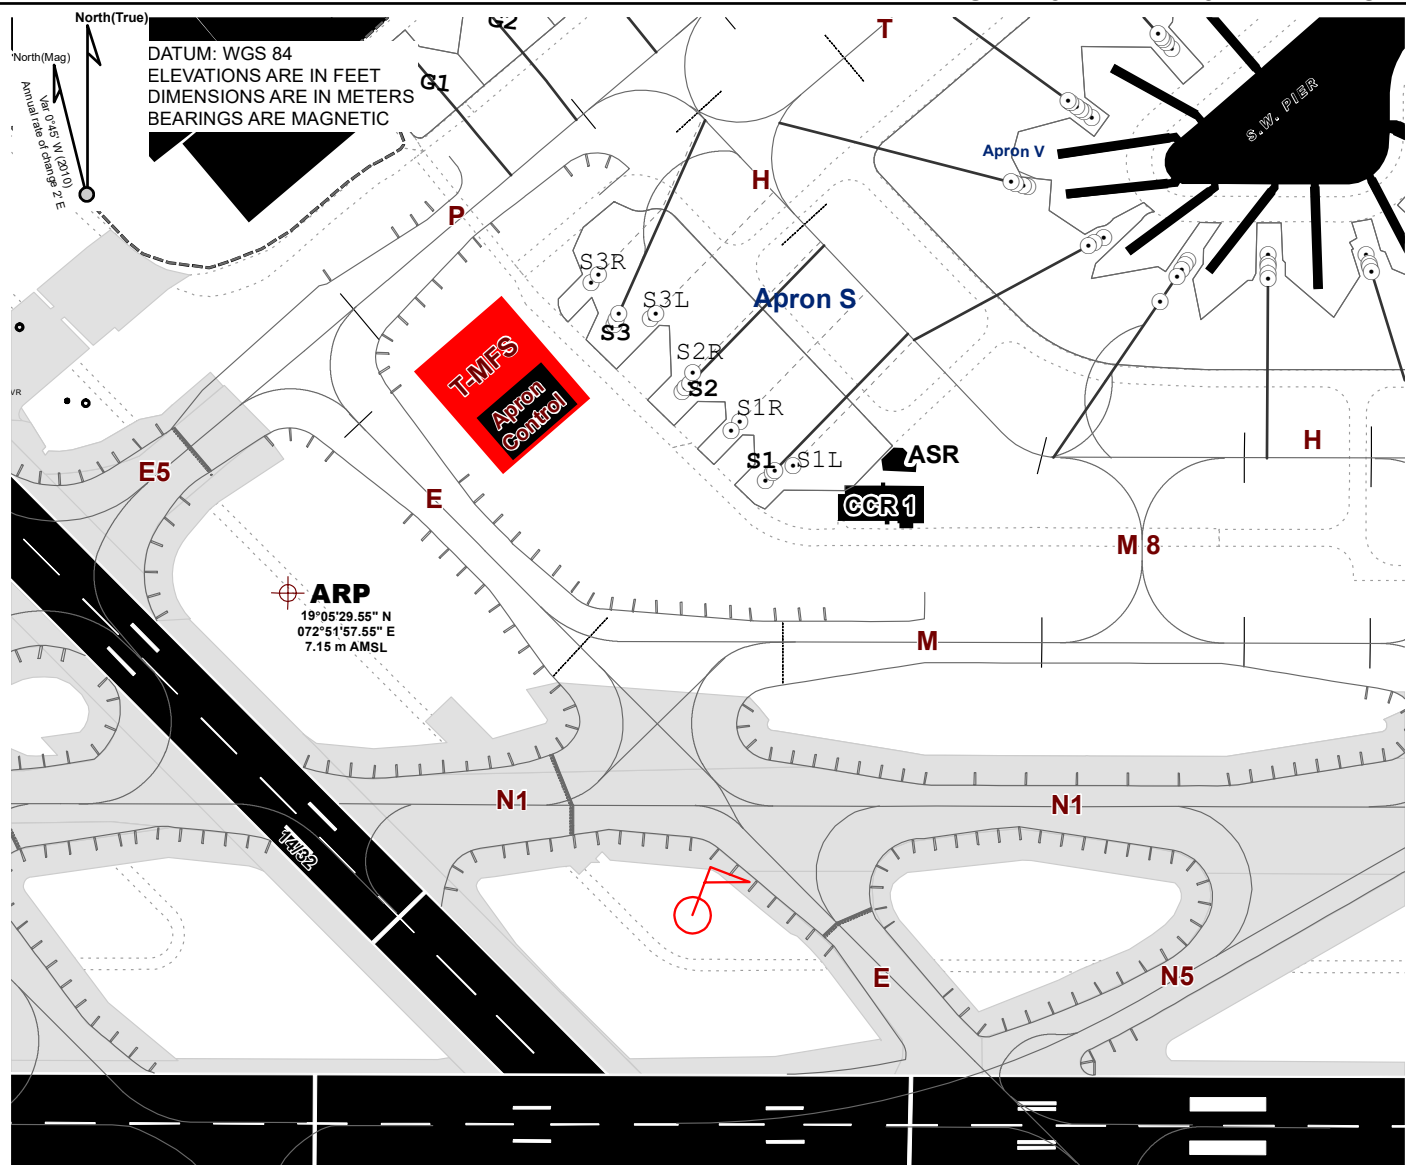 North(True)
North(Mag)
Var 0°45' W (2010)
Annual rate of change 2' E
DATUM: WGS 84
ELEVATIONS ARE IN FEET
DIMENSIONS ARE IN METERS
BEARINGS ARE MAGNETIC
G2
G1
T
S.W. PIER
Apron V
H
P
S3R
S3L
S3
Apron S
S2R
S2
S1R
S1
S1L
T-MFS
Apron
Control
ASR
CCR 1
H
VR
E5
E
M 8
ARP
19°05'29.55" N
072°51'57.55" E
7.15 m AMSL
M
N1
N1
14/32
E
N5